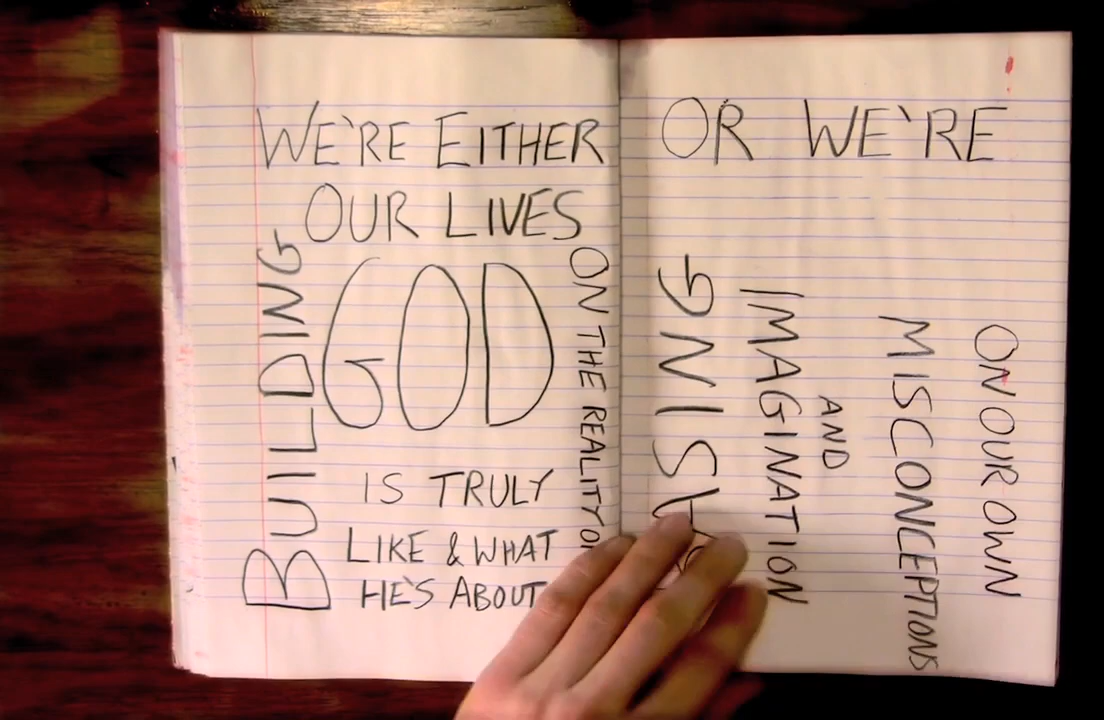 WE'RE EITHER
BUILDING
OUR LIVES
ON THE REALITY
GOD
IS TRULY
LIKE & WHAT
HE'S ABOUT
OR WE'RE
ON OUR OWN
MISCONCEPTIONS
AND
IMAGINATION